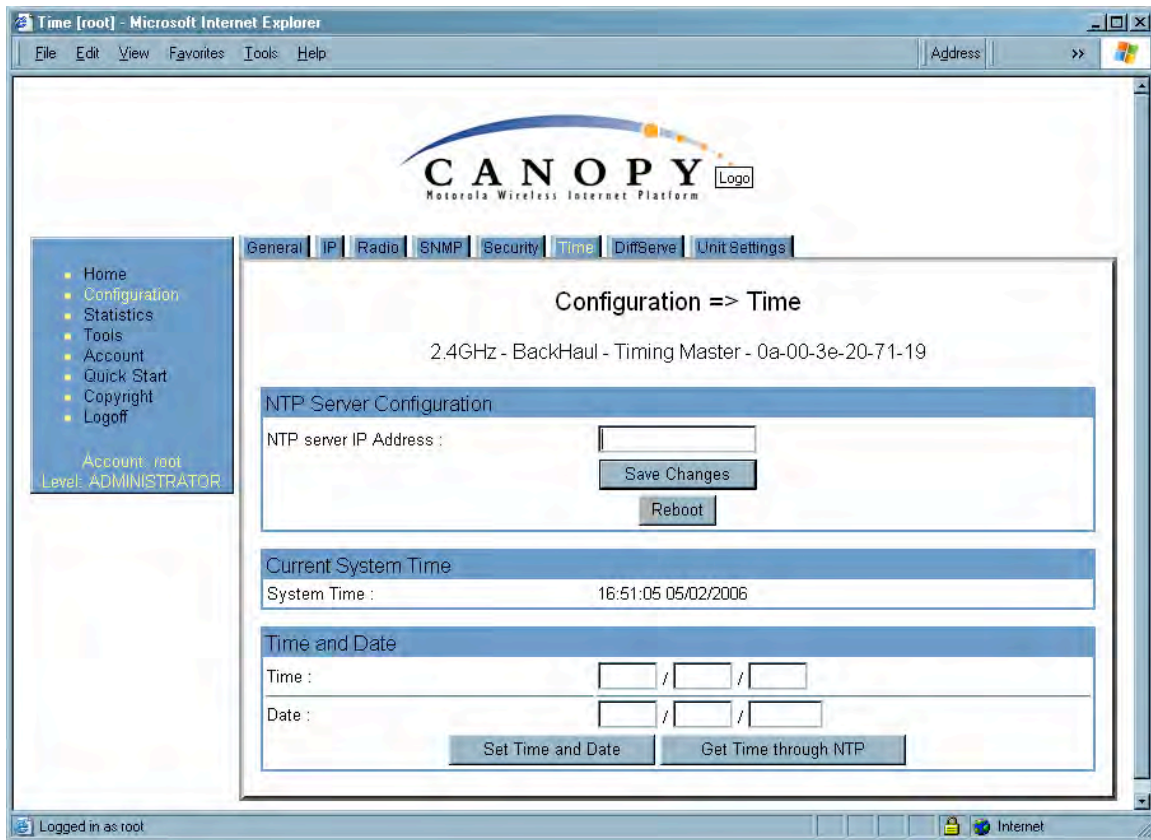 Time [root] - Microsoft Internet Explorer
File Edit View Favorites Tools Help Address »
CANOPY
Logo
Motorola Wireless Internet Platform
General IP Radio SNMP Security Time DiffServe Unit Settings
Home
Configuration
Statistics
Tools
Account
Quick Start
Copyright
Logoff
Account: root
Level: ADMINISTRATOR
Configuration => Time
2.4GHz - BackHaul - Timing Master - 0a-00-3e-20-71-19
NTP Server Configuration
NTP server IP Address :
Save Changes
Reboot
Current System Time
System Time : 16:51:05 05/02/2006
Time and Date
Time : / /
Date : / /
Set Time and Date Get Time through NTP
Logged in as root Internet